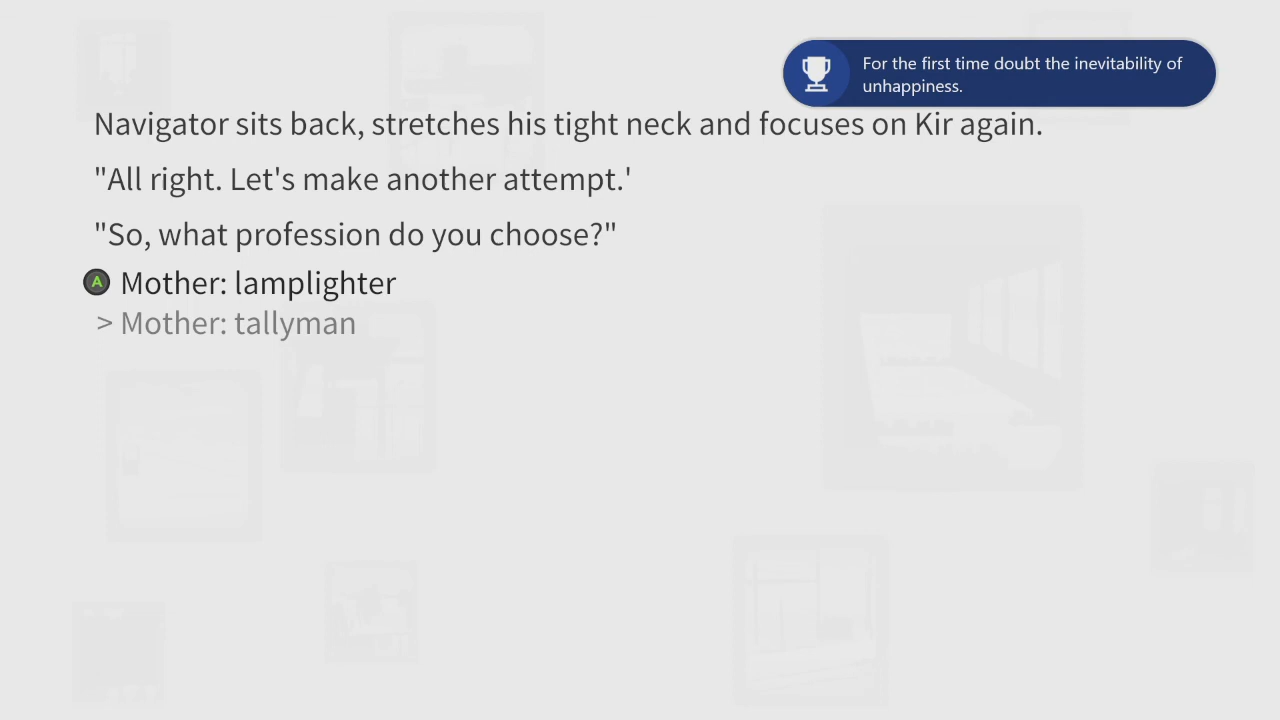 For the first time doubt the inevitability of
unhappiness.
Navigator sits back, stretches his tight neck and focuses on Kir again.
"All right. Let's make another attempt.'
"So, what profession do you choose?"
A Mother: lamplighter
> Mother: tallyman